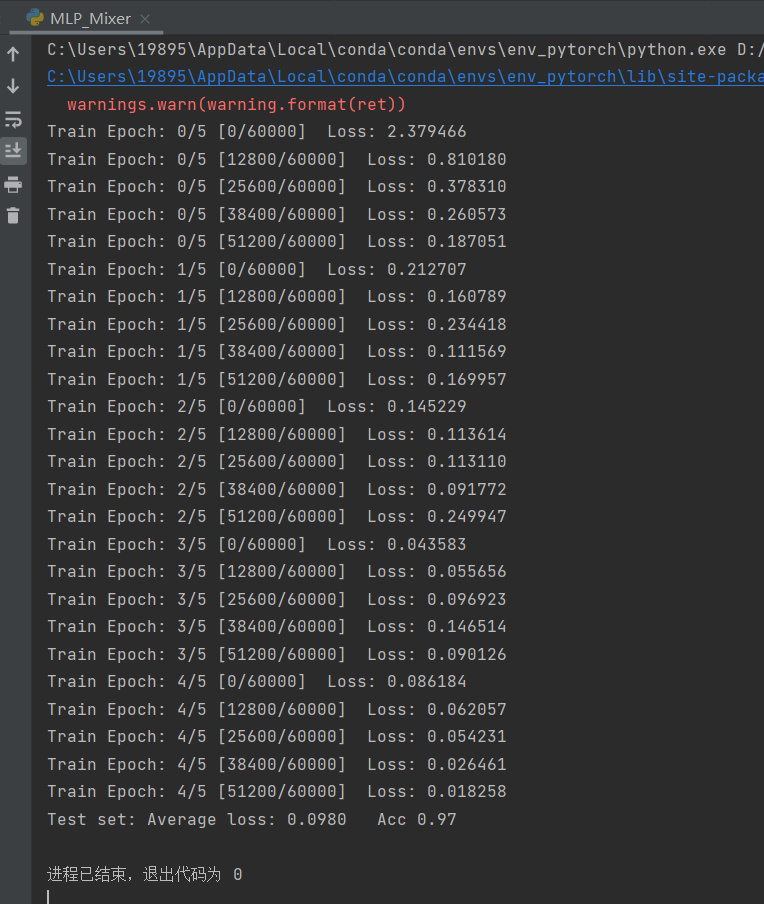 MLP_Mixer
C:\Users\19895\AppData\Local\conda\conda\envs\env_pytorch\python.exe D:/
C:\Users\19895\AppData\Local\conda\conda\envs\env_pytorch\lib\site-packa
warnings.warn(warning.format(ret))
Train Epoch: 0/5 [0/60000]  Loss: 2.379466
Train Epoch: 0/5 [12800/60000]  Loss: 0.810180
Train Epoch: 0/5 [25600/60000]  Loss: 0.378310
Train Epoch: 0/5 [38400/60000]  Loss: 0.260573
Train Epoch: 0/5 [51200/60000]  Loss: 0.187051
Train Epoch: 1/5 [0/60000]  Loss: 0.212707
Train Epoch: 1/5 [12800/60000]  Loss: 0.160789
Train Epoch: 1/5 [25600/60000]  Loss: 0.234418
Train Epoch: 1/5 [38400/60000]  Loss: 0.111569
Train Epoch: 1/5 [51200/60000]  Loss: 0.169957
Train Epoch: 2/5 [0/60000]  Loss: 0.145229
Train Epoch: 2/5 [12800/60000]  Loss: 0.113614
Train Epoch: 2/5 [25600/60000]  Loss: 0.113110
Train Epoch: 2/5 [38400/60000]  Loss: 0.091772
Train Epoch: 2/5 [51200/60000]  Loss: 0.249947
Train Epoch: 3/5 [0/60000]  Loss: 0.043583
Train Epoch: 3/5 [12800/60000]  Loss: 0.055656
Train Epoch: 3/5 [25600/60000]  Loss: 0.096923
Train Epoch: 3/5 [38400/60000]  Loss: 0.146514
Train Epoch: 3/5 [51200/60000]  Loss: 0.090126
Train Epoch: 4/5 [0/60000]  Loss: 0.086184
Train Epoch: 4/5 [12800/60000]  Loss: 0.062057
Train Epoch: 4/5 [25600/60000]  Loss: 0.054231
Train Epoch: 4/5 [38400/60000]  Loss: 0.026461
Train Epoch: 4/5 [51200/60000]  Loss: 0.018258
Test set: Average loss: 0.0980   Acc 0.97
进程已结束，退出代码为 0